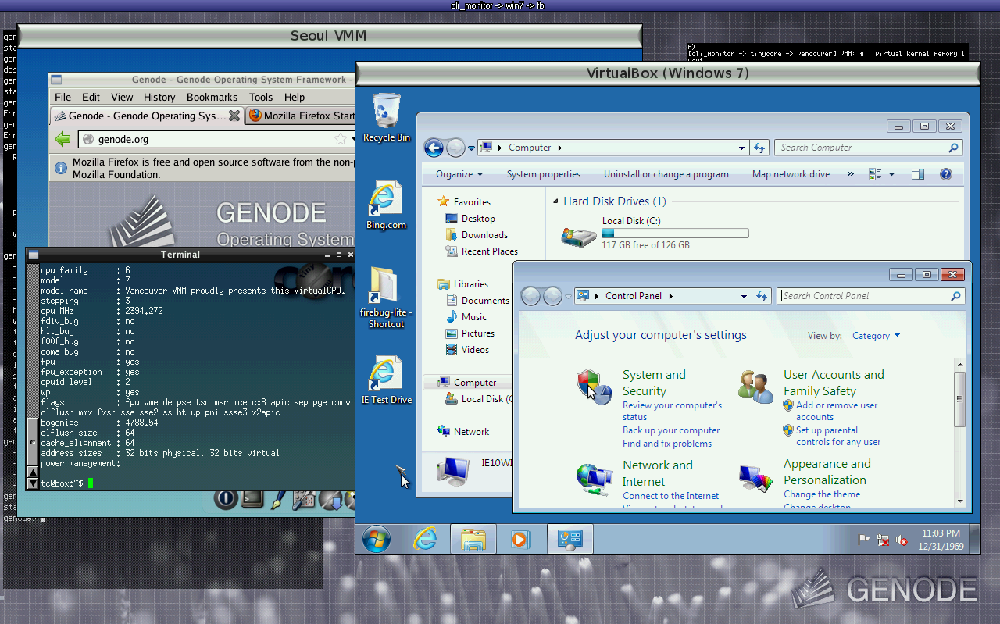 cli_monitor -> win7 -> fb
Seoul VMM
[cli_monitor -> tinycore -> vancouver] VMM: #   virtual kernel memory l
VirtualBox (Windows 7)
Genode - Genode Operating System Framework -
File Edit View History Bookmarks Tools Help
Genode - Genode Operating Sys... Mozilla Firefox Start
genode.org
Mozilla Firefox is free and open source software from the non-
Mozilla Foundation.
GENODE
Operating System
Terminal
cpu family : 6
model : 7
model name : Vancouver VMM proudly presents this VirtualCPU.
stepping : 3
cpu MHz : 2394.272
fdiv_bug : no
hlt_bug : no
f00f_bug : no
coma_bug : no
fpu : yes
fpu_exception : yes
cpuid level : 2
wp : yes
flags : fpu vme de pse tsc msr mce cx8 apic sep pge cmov
clflush mmx fxsr sse sse2 ss ht up pni ssse3 x2apic
bogomips : 4788.54
clflush size : 64
cache_alignment : 64
address sizes : 32 bits physical, 32 bits virtual
power management:
tc@box:~$
genode>
Recycle Bin
Bing.com
firebug-lite -
Shortcut
IE Test Drive
Computer
Search Computer
Organize System properties Uninstall or change a program Map network drive »
Favorites
Desktop
Downloads
Recent Places
Libraries
Documents
Music
Pictures
Videos
Computer
Local Disk (C
Network
IE10WI
Hard Disk Drives (1)
Local Disk (C:)
117 GB free of 126 GB
Control Panel
Search Control Panel
Adjust your computer's settings
View by: Category
System and
Security
Review your computer's
status
Back up your computer
Find and fix problems
Network and
Internet
Connect to the Internet
User Accounts and
Family Safety
Add or remove user
accounts
Set up parental
controls for any user
Appearance and
Personalization
Change the theme
Change desktop
11:03 PM
12/31/1969
GENODE